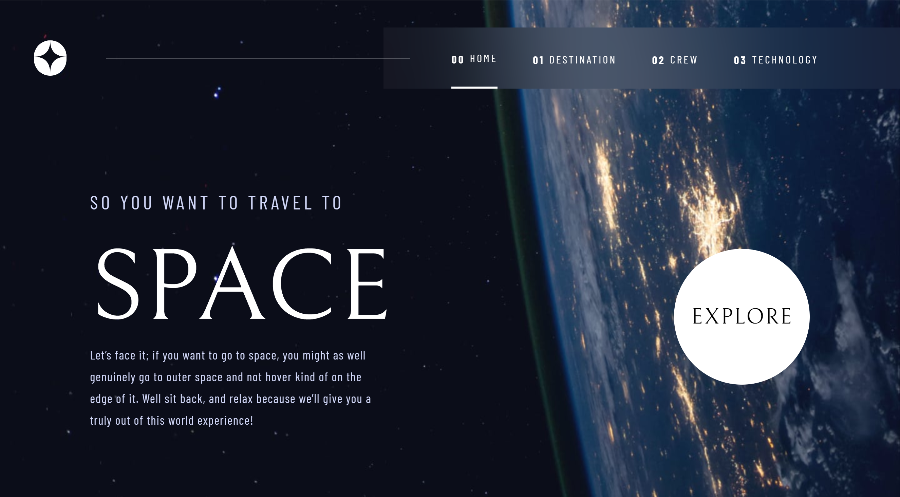 00 HOME
01 DESTINATION
02 CREW
03 TECHNOLOGY
SO YOU WANT TO TRAVEL TO
SPACE
Let's face it; if you want to go to space, you might as well
genuinely go to outer space and not hover kind of on the
edge of it. Well sit back, and relax because we'll give you a
truly out of this world experience!
EXPLORE